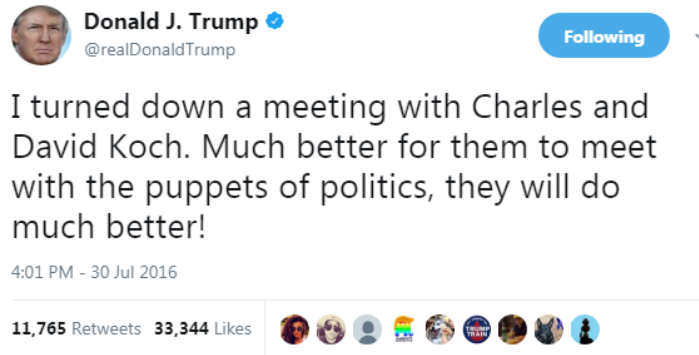 Donald J. Trump
@realDonaldTrump
Following
I turned down a meeting with Charles and
David Koch. Much better for them to meet
with the puppets of politics, they will do
much better!
4:01 PM - 30 Jul 2016
11,765 Retweets 33,344 Likes
TRUMP
TRAIN